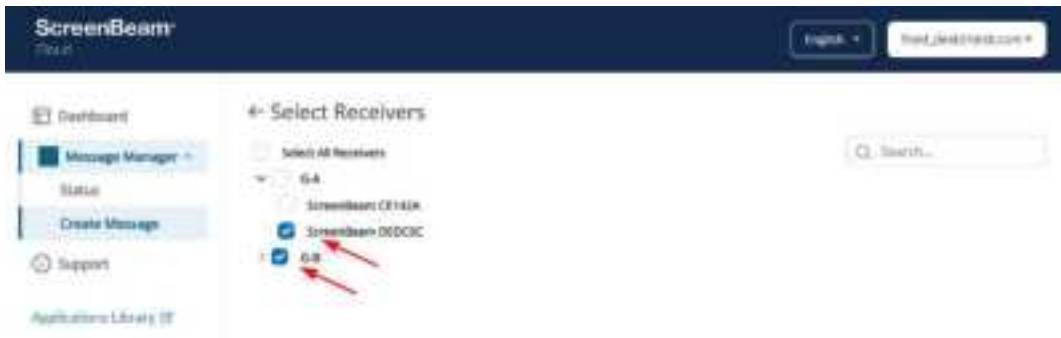 ScreenBeam
Cloud
English
Dashboard
← Select Receivers
Message Manager
Select All Receivers
Search...
G-A
Status
ScreenBeam
Create Message
ScreenBeam
G-B
Support
Applications Library